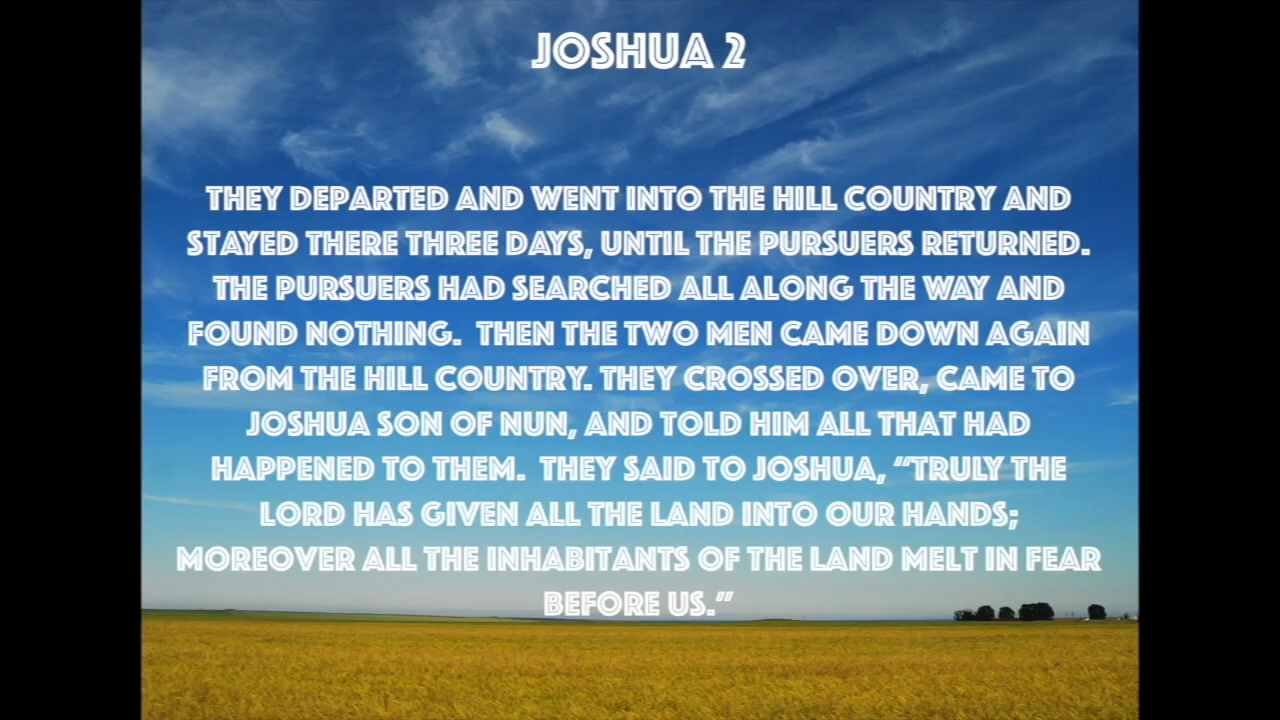 JOSHUA 2
THEY DEPARTED AND WENT INTO THE HILL COUNTRY AND
STAYED THERE THREE DAYS, UNTIL THE PURSUERS RETURNED.
THE PURSUERS HAD SEARCHED ALL ALONG THE WAY AND
FOUND NOTHING.  THEN THE TWO MEN CAME DOWN AGAIN
FROM THE HILL COUNTRY. THEY CROSSED OVER, CAME TO
JOSHUA SON OF NUN, AND TOLD HIM ALL THAT HAD
HAPPENED TO THEM.  THEY SAID TO JOSHUA, “TRULY THE
LORD HAS GIVEN ALL THE LAND INTO OUR HANDS;
MOREOVER ALL THE INHABITANTS OF THE LAND MELT IN FEAR
BEFORE US.”